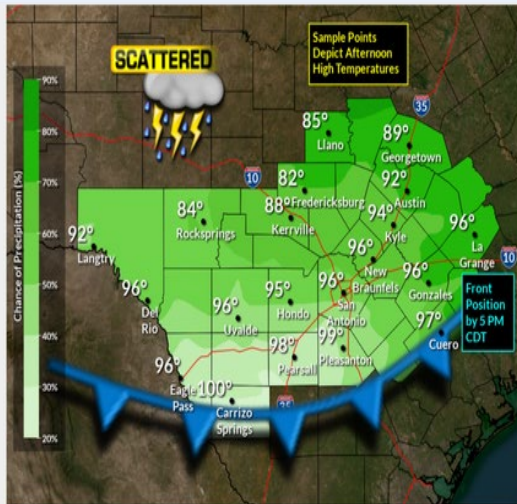 SCATTERED
Sample Points
Depict Afternoon
High Temperatures
Chance of Precipitation (%)
90%
80%
70%
60%
50%
40%
30%
20%
35
85°
Llano
89°
Georgetown
10
82°
Fredericksburg
92°
Austin
84°
Rocksprings
88°
Kerrville
94°
Kyle
96°
La
Grange
92°
Langtry
96°
New
Braunfels
10
96°
Del
Rio
96°
Uvalde
95°
Hondo
96°
San
Antonio
96°
Gonzales
Front
Position
by 5 PM
CDT
97°
Cuero
98°
Pearsall
99°
Pleasanton
96°
Eagle
Pass
100°
Carrizo
Springs
35